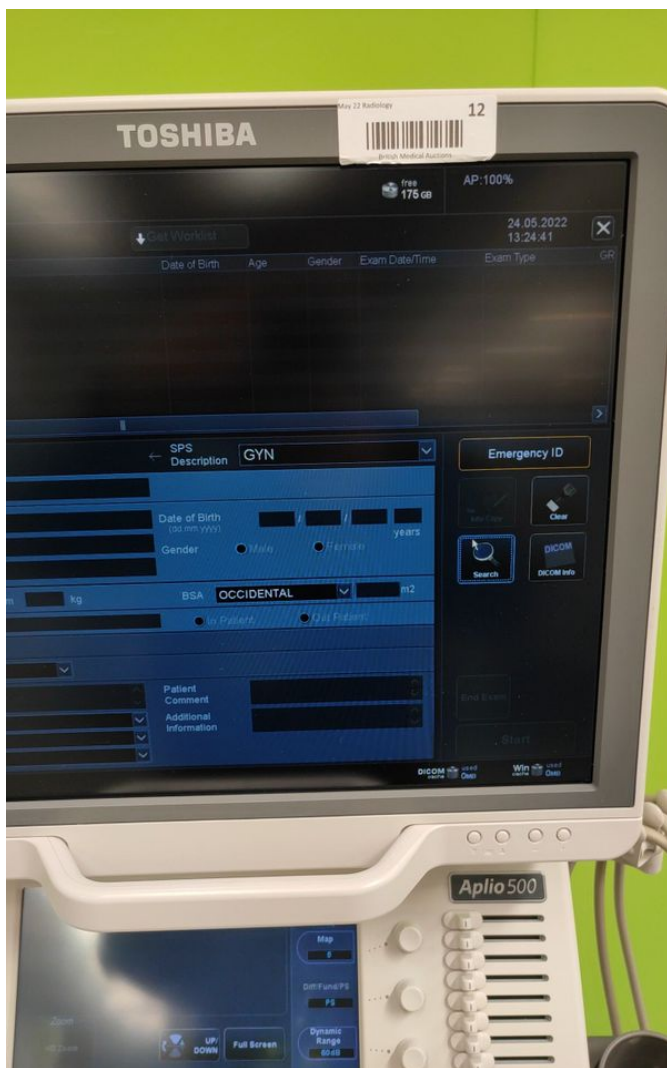 May 22 Radiology
12
British Medical Auctions
TOSHIBA
free
175 GB
AP:100%
Get Worklist
24.05.2022
13:24:41
Date of Birth Age Gender Exam Date/Time Exam Type GR
SPS
Description
GYN
Emergency ID
Date of Birth
(dd.mm.yyyy)
/ / years
Gender Male Female
Clear
Search
DICOM
DICOM Info
kg
BSA OCCIDENTAL m2
In Patient Out Patient
Patient
Comment
Additional
Information
End Exam
Start
DICOM
cache
used
Win
cache
used
Aplio 500
Map
Diff/Fund/PS
PS
Zoom
UP/
DOWN
Full Screen
Dynamic
Range
60dB